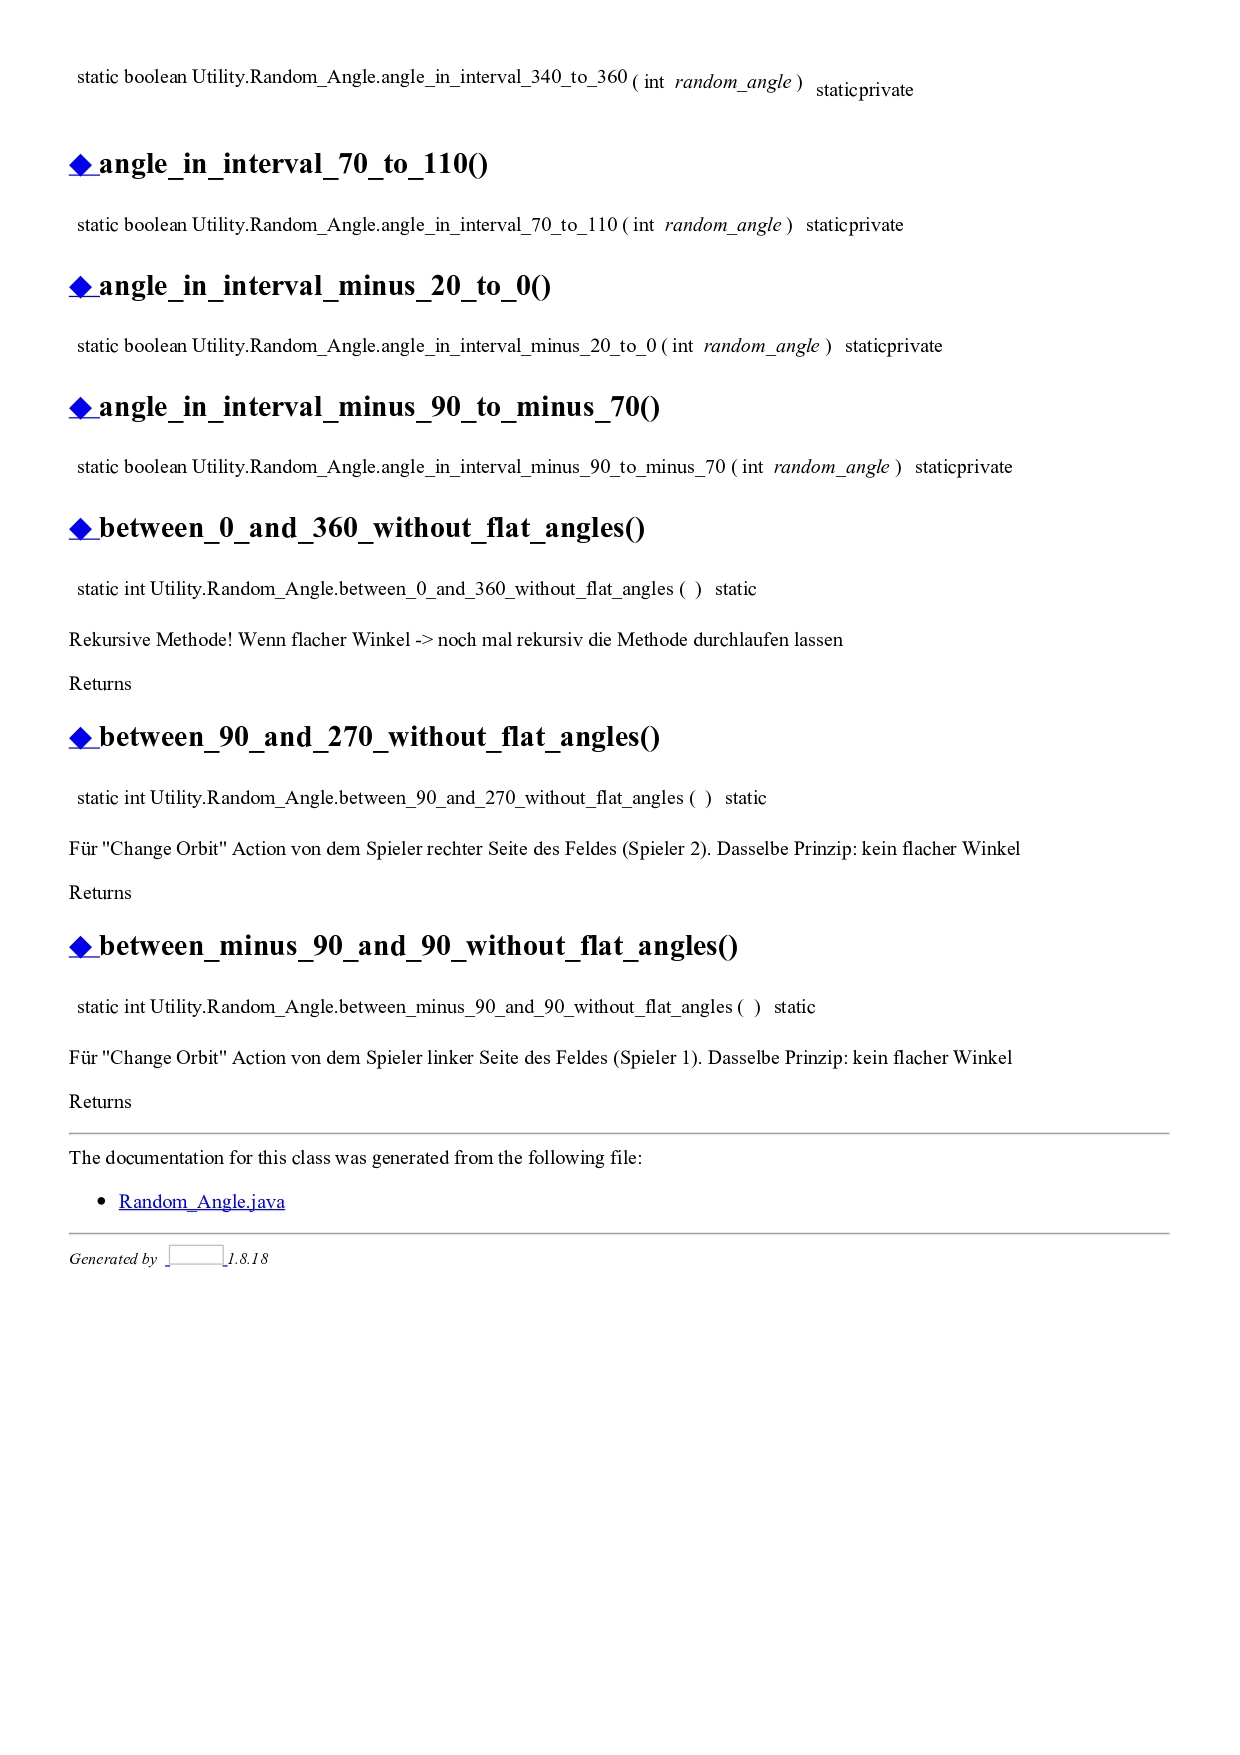 static boolean Utility.Random_Angle.angle_in_interval_340_to_360 ( int random_angle ) staticprivate
◆ angle_in_interval_70_to_110()
static boolean Utility.Random_Angle.angle_in_interval_70_to_110 ( int random_angle ) staticprivate
◆ angle_in_interval_minus_20_to_0()
static boolean Utility.Random_Angle.angle_in_interval_minus_20_to_0 ( int random_angle ) staticprivate
◆ angle_in_interval_minus_90_to_minus_70()
static boolean Utility.Random_Angle.angle_in_interval_minus_90_to_minus_70 ( int random_angle ) staticprivate
◆ between_0_and_360_without_flat_angles()
static int Utility.Random_Angle.between_0_and_360_without_flat_angles ( ) static
Rekursive Methode! Wenn flacher Winkel -> noch mal rekursiv die Methode durchlaufen lassen
Returns
◆ between_90_and_270_without_flat_angles()
static int Utility.Random_Angle.between_90_and_270_without_flat_angles ( ) static
Für "Change Orbit" Action von dem Spieler rechter Seite des Feldes (Spieler 2). Dasselbe Prinzip: kein flacher Winkel
Returns
◆ between_minus_90_and_90_without_flat_angles()
static int Utility.Random_Angle.between_minus_90_and_90_without_flat_angles ( ) static
Für "Change Orbit" Action von dem Spieler linker Seite des Feldes (Spieler 1). Dasselbe Prinzip: kein flacher Winkel
Returns
The documentation for this class was generated from the following file:
• Random_Angle.java
Generated by 1.8.18